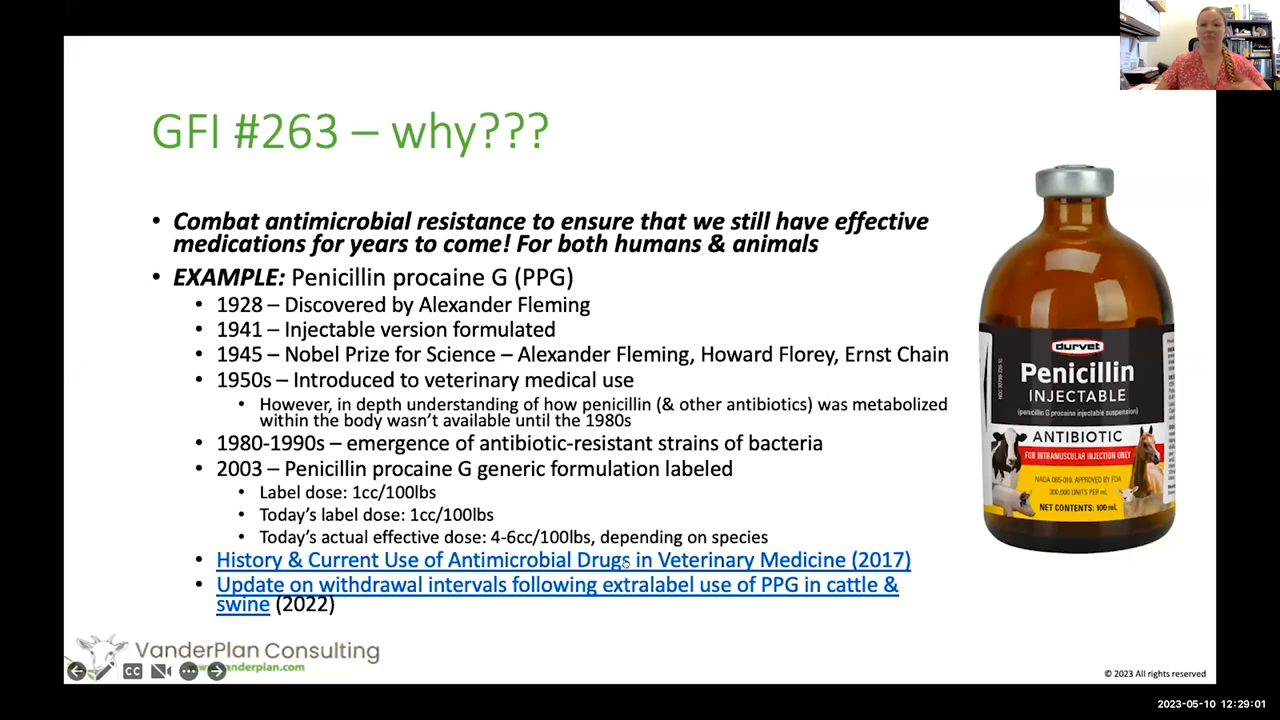 GFI #263 – why???
• Combat antimicrobial resistance to ensure that we still have effective
medications for years to come! For both humans & animals
• EXAMPLE: Penicillin procaine G (PPG)
• 1928 – Discovered by Alexander Fleming
• 1941 – Injectable version formulated
• 1945 – Nobel Prize for Science – Alexander Fleming, Howard Florey, Ernst Chain
• 1950s – Introduced to veterinary medical use
• However, in depth understanding of how penicillin (& other antibiotics) was metabolized
within the body wasn't available until the 1980s
• 1980-1990s – emergence of antibiotic-resistant strains of bacteria
• 2003 – Penicillin procaine G generic formulation labeled
• Label dose: 1cc/100lbs
• Today's label dose: 1cc/100lbs
• Today's actual effective dose: 4-6cc/100lbs, depending on species
• History & Current Use of Antimicrobial Drugs in Veterinary Medicine (2017)
• Update on withdrawal intervals following extralabel use of PPG in cattle &
swine (2022)
durvet
Penicillin
INJECTABLE
(penicillin G procaine injectable suspension)
ANTIBIOTIC
FOR INTRAMUSCULAR INJECTION ONLY
NADA 065-010, APPROVED BY FDA
300,000 UNITS PER mL
NET CONTENTS: 100 mL
VanderPlan Consulting
anderplan.com
CC
© 2023 All rights reserved
2023-05-10 12:29:01